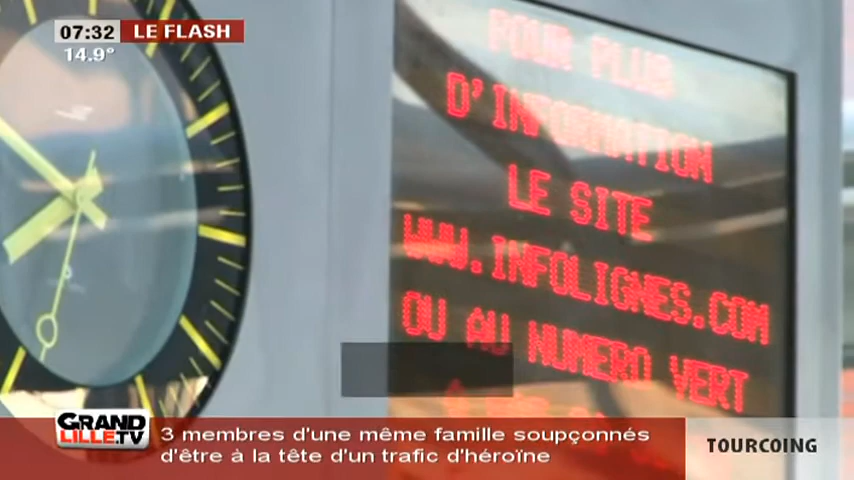 07:32 LE FLASH
14.9°
POUR PLUS
D'INFORMATION
LE SITE
WWW.INFOLIGNES.COM
OU AU NUMERO VERT
GRAND
LILLE.TV
3 membres d'une même famille soupçonnés
d'être à la tête d'un trafic d'héroïne
TOURCOING